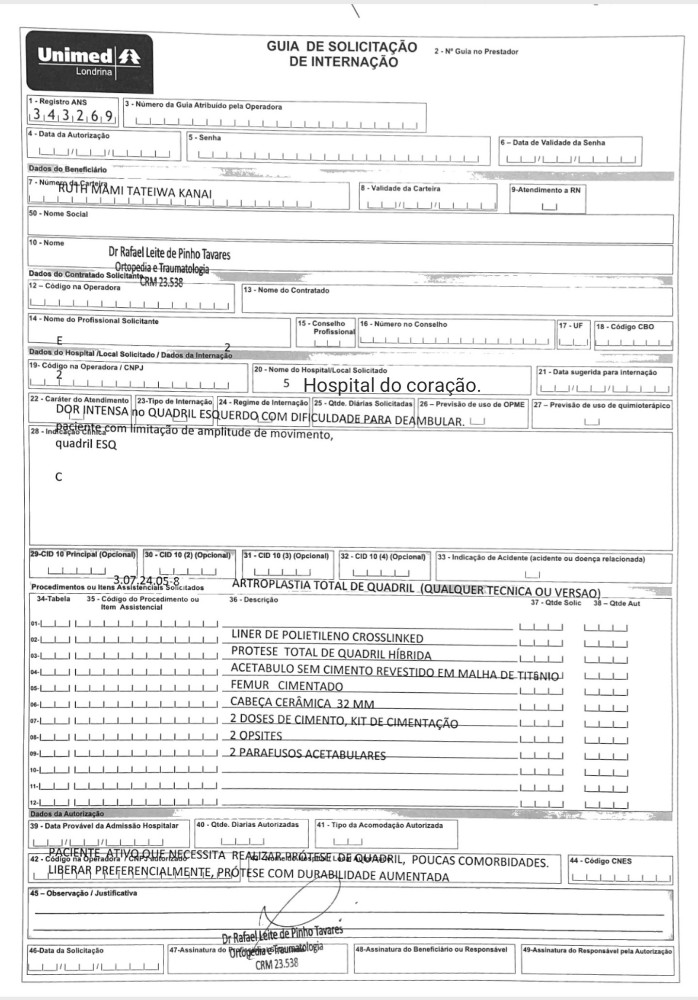 Unimed
Londrina
GUIA DE SOLICITAÇÃO
DE INTERNAÇÃO
2 - Nº Guia no Prestador
1 - Registro ANS
3 4 3 2 6 9
3 - Número da Guia Atribuido pela Operadora
4 - Data da Autorização
5 - Senha
6 – Data de Validade da Senha
Dados do Beneficiário
7 - Número da Carteira
RUTH MAMI TATEIWA KANAI
8 - Validade da Carteira
9-Atendimento a RN
50 - Nome Social
10 - Nome
Dr Rafael Leite de Pinho Tavares
Ortopedia e Traumatologia
CRM 23.538
Dados do Contratado Solicitante
12 – Código na Operadora
13 - Nome do Contratado
14 - Nome do Profissional Solicitante
15 - Conselho Profissional
16 - Número no Conselho
17 - UF
18 - Código CBO
E
2
Dados do Hospital /Local Solicitado / Dados da Internação
19- Código na Operadora / CNPJ
2
20 - Nome do Hospital/Local Solicitado
5 Hospital do coração.
21 - Data sugerida para internação
22 - Caráter do Atendimento
23-Tipo de Internação
24 - Regime de Internação
25 - Qtde. Diárias Solicitadas
26 – Previsão de uso de OPME
27 – Previsão de uso de quimioterápico
DOR INTENSA no QUADRIL ESQUERDO COM DIFICULDADE PARA DEAMBULAR.
28 - Indicação Clínica
paciente com limitação de amplitude de movimento,
quadril ESQ
C
29-CID 10 Principal (Opcional)
30 - CID 10 (2) (Opcional)
31 - CID 10 (3) (Opcional)
32 - CID 10 (4) (Opcional)
33 - Indicação de Acidente (acidente ou doença relacionada)
3.07.24.05-8
ARTROPLASTIA TOTAL DE QUADRIL (QUALQUER TECNICA OU VERSAO)
Procedimentos ou Itens Assistenciais Solicitados
34-Tabela
35 - Código do Procedimento ou Item Assistencial
36 - Descrição
37 - Qtde Solic
38 – Qtde Aut
01-
02- LINER DE POLIETILENO CROSSLINKED
03- PROTESE TOTAL DE QUADRIL HÍBRIDA
04- ACETABULO SEM CIMENTO REVESTIDO EM MALHA DE TITÂNIO
05- FEMUR CIMENTADO
06- CABEÇA CERÂMICA 32 MM
07- 2 DOSES DE CIMENTO, KIT DE CIMENTAÇÃO
08- 2 OPSITES
09- 2 PARAFUSOS ACETABULARES
10-
11-
12-
Dados da Autorização
39 - Data Provável da Admissão Hospitalar
40 - Qtde. Diarias Autorizadas
41 - Tipo da Acomodação Autorizada
PACIENTE ATIVO QUE NECESSITA REALIZAR PRÓTESE DE QUADRIL, POUCAS COMORBIDADES.
42 - Código na Operadora / CNPJ autorizado
44 - Código CNES
LIBERAR PREFERENCIALMENTE, PRÓTESE COM DURABILIDADE AUMENTADA
45 – Observação / Justificativa
Dr Rafael Leite de Pinho Tavares
Ortopedia e Traumatologia
CRM 23.538
46-Data da Solicitação
47-Assinatura do
48-Assinatura do Beneficiário ou Responsável
49-Assinatura do Responsável pela Autorização